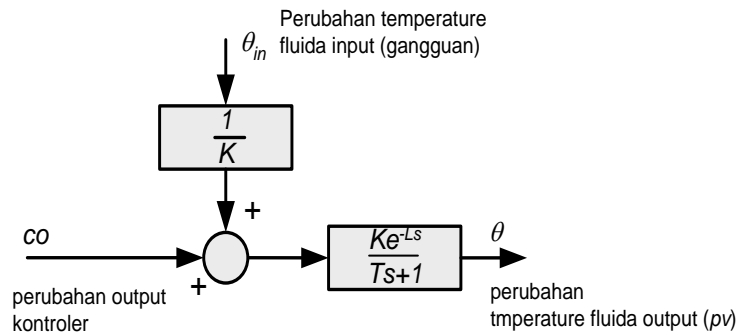 Perubahan temperature
fluida input (gangguan)
θin
1
K
+
co
+
Ke-Ls
Ts+1
θ
perubahan output
kontroler
perubahan
tmperature fluida output (pv)